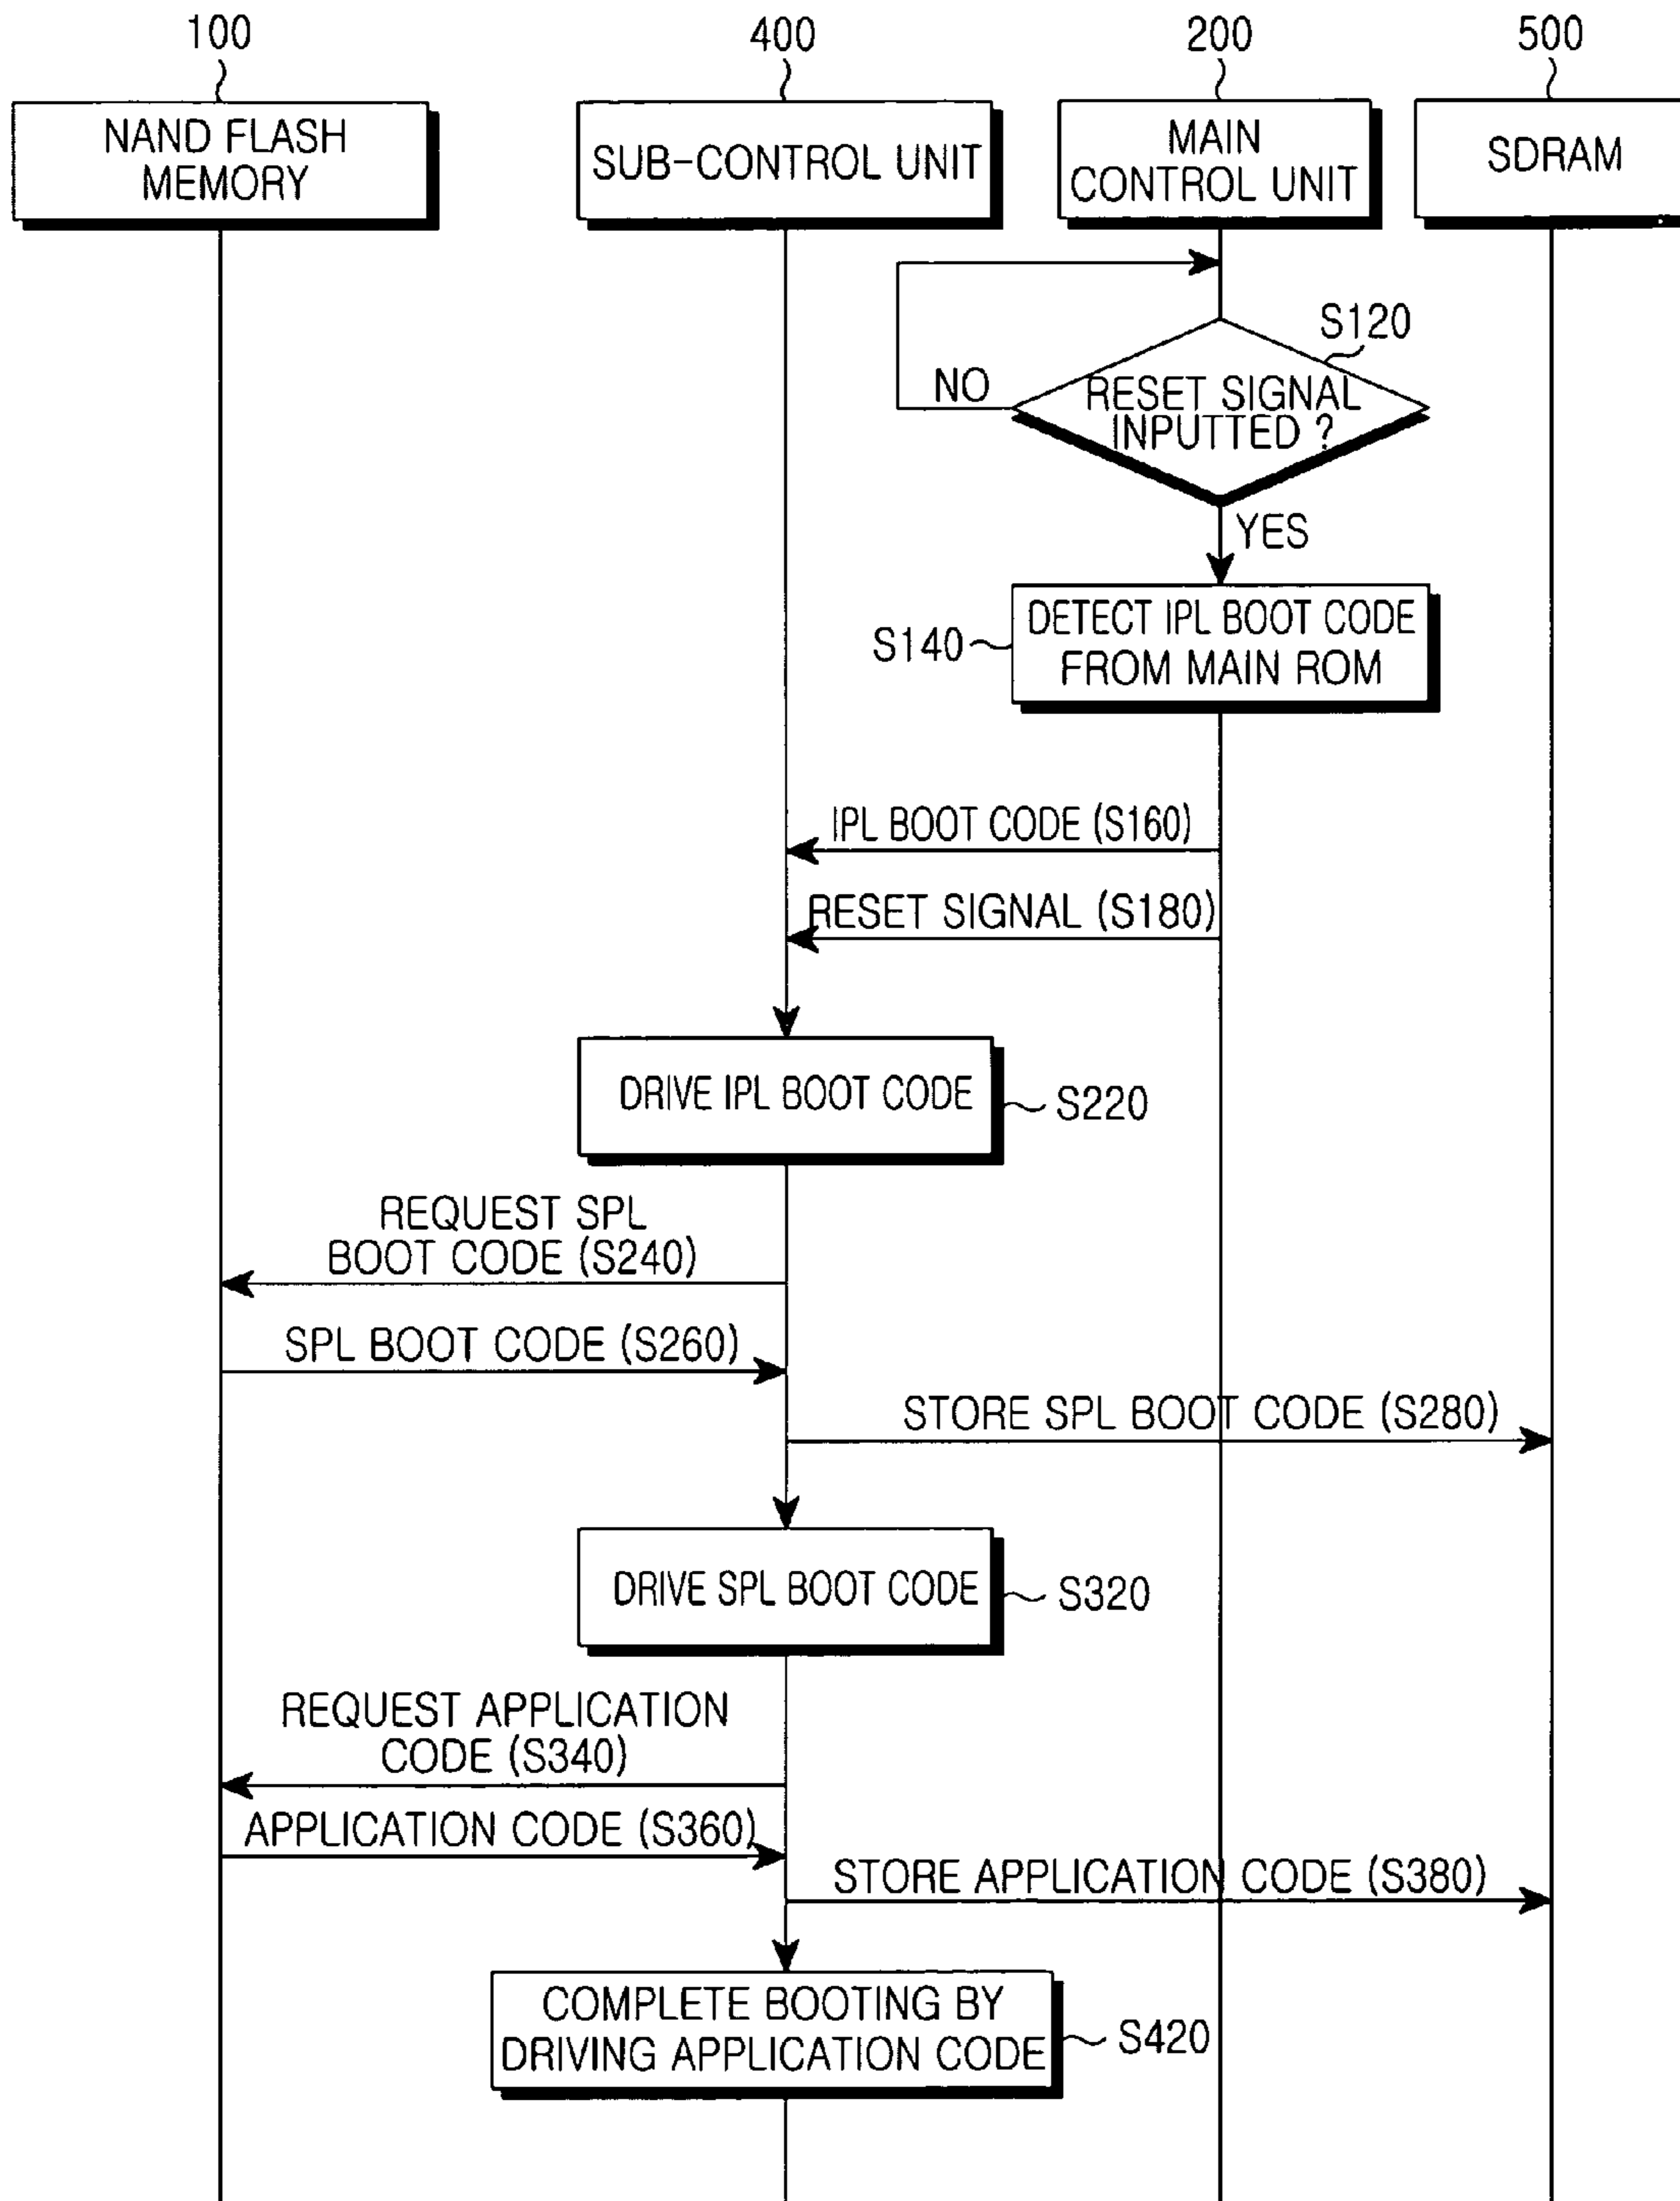 100
400
200
500
NAND FLASH
MEMORY
SUB-CONTROL UNIT
MAIN
CONTROL UNIT
SDRAM
S120
NO
RESET SIGNAL
INPUTTED ?
YES
S140
DETECT IPL BOOT CODE
FROM MAIN ROM
IPL BOOT CODE (S160)
RESET SIGNAL (S180)
DRIVE IPL BOOT CODE
S220
REQUEST SPL
BOOT CODE (S240)
SPL BOOT CODE (S260)
STORE SPL BOOT CODE (S280)
DRIVE SPL BOOT CODE
S320
REQUEST APPLICATION
CODE (S340)
APPLICATION CODE (S360)
STORE APPLICATION CODE (S380)
COMPLETE BOOTING BY
DRIVING APPLICATION CODE
S420